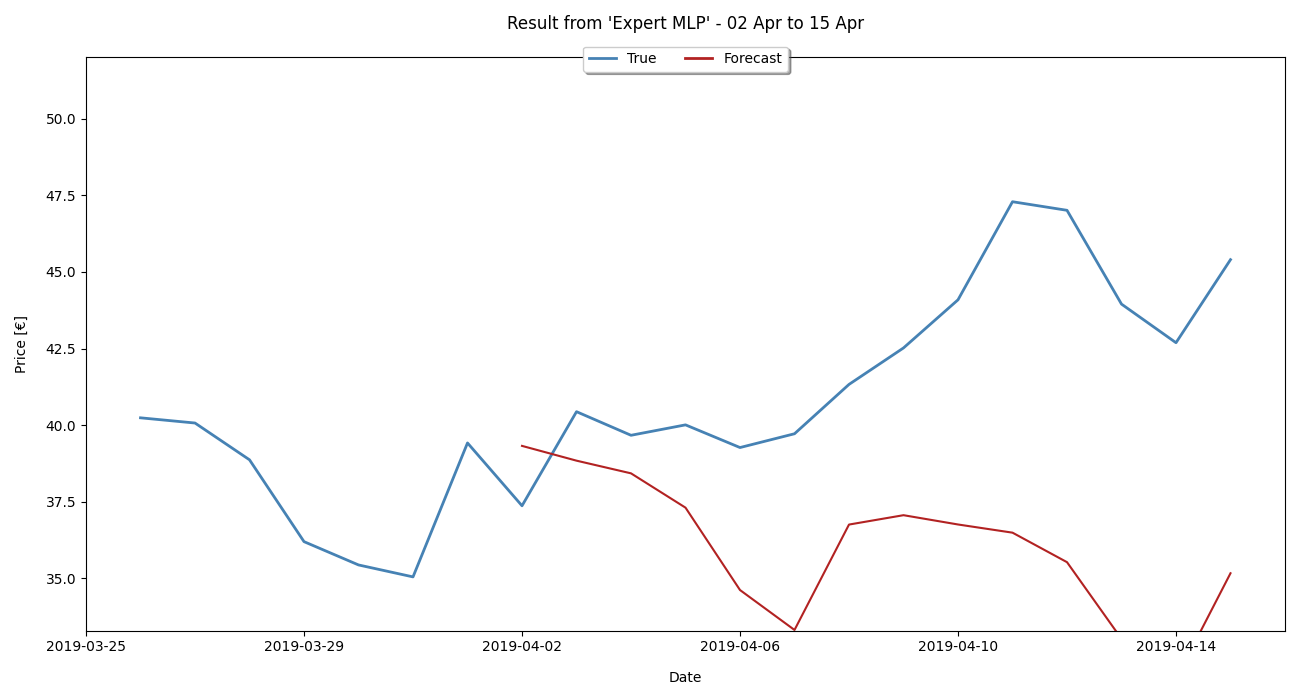 Result from 'Expert MLP' - 02 Apr to 15 Apr
True Forecast
50.0
47.5
45.0
42.5
40.0
37.5
35.0
Price [€]
2019-03-25 2019-03-29 2019-04-02 2019-04-06 2019-04-10 2019-04-14
Date